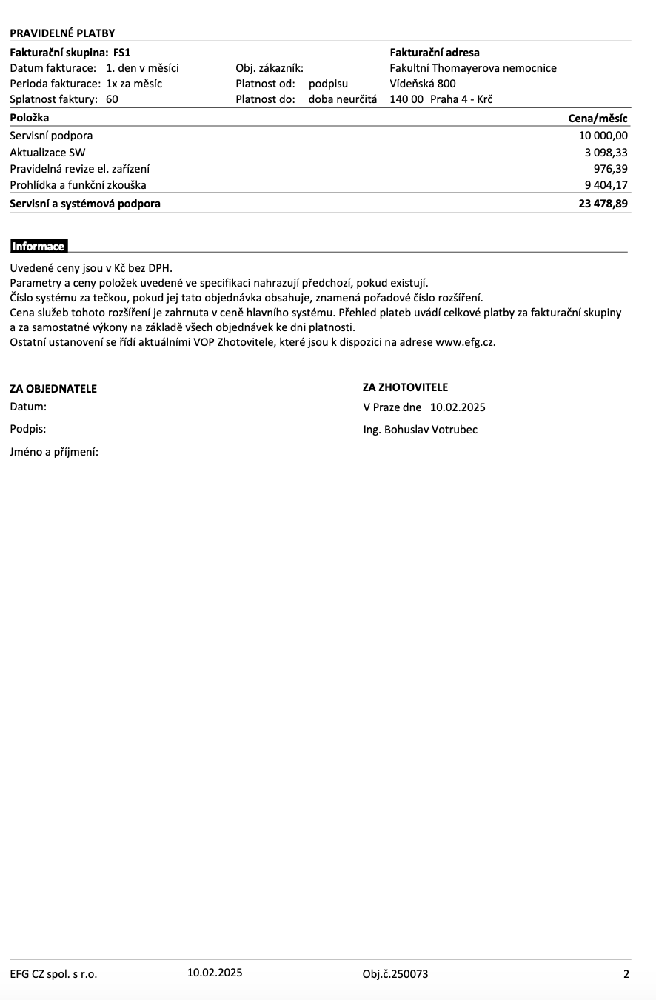 PRAVIDELNÉ PLATBY
Fakturační skupina: FS1 Fakturační adresa
Datum fakturace: 1. den v měsíci Obj. zákazník: Fakultní Thomayerova nemocnice
Perioda fakturace: 1x za měsíc Platnost od: podpisu Vídeňská 800
Splatnost faktury: 60 Platnost do: doba neurčitá 140 00 Praha 4 - Krč
Položka Cena/měsíc
Servisní podpora 10 000,00
Aktualizace SW 3 098,33
Pravidelná revize el. zařízení 976,39
Prohlídka a funkční zkouška 9 404,17
Servisní a systémová podpora 23 478,89
Informace
Uvedené ceny jsou v Kč bez DPH.
Parametry a ceny položek uvedené ve specifikaci nahrazují předchozí, pokud existují.
Číslo systému za tečkou, pokud jej tato objednávka obsahuje, znamená pořadové číslo rozšíření.
Cena služeb tohoto rozšíření je zahrnuta v ceně hlavního systému. Přehled plateb uvádí celkové platby za fakturační skupiny
a za samostatné výkony na základě všech objednávek ke dni platnosti.
Ostatní ustanovení se řídí aktuálními VOP Zhotovitele, které jsou k dispozici na adrese www.efg.cz.
ZA OBJEDNATELE ZA ZHOTOVITELE
Datum: V Praze dne 10.02.2025
Podpis: Ing. Bohuslav Votrubec
Jméno a příjmení:
EFG CZ spol. s r.o. 10.02.2025 Obj.č.250073 2